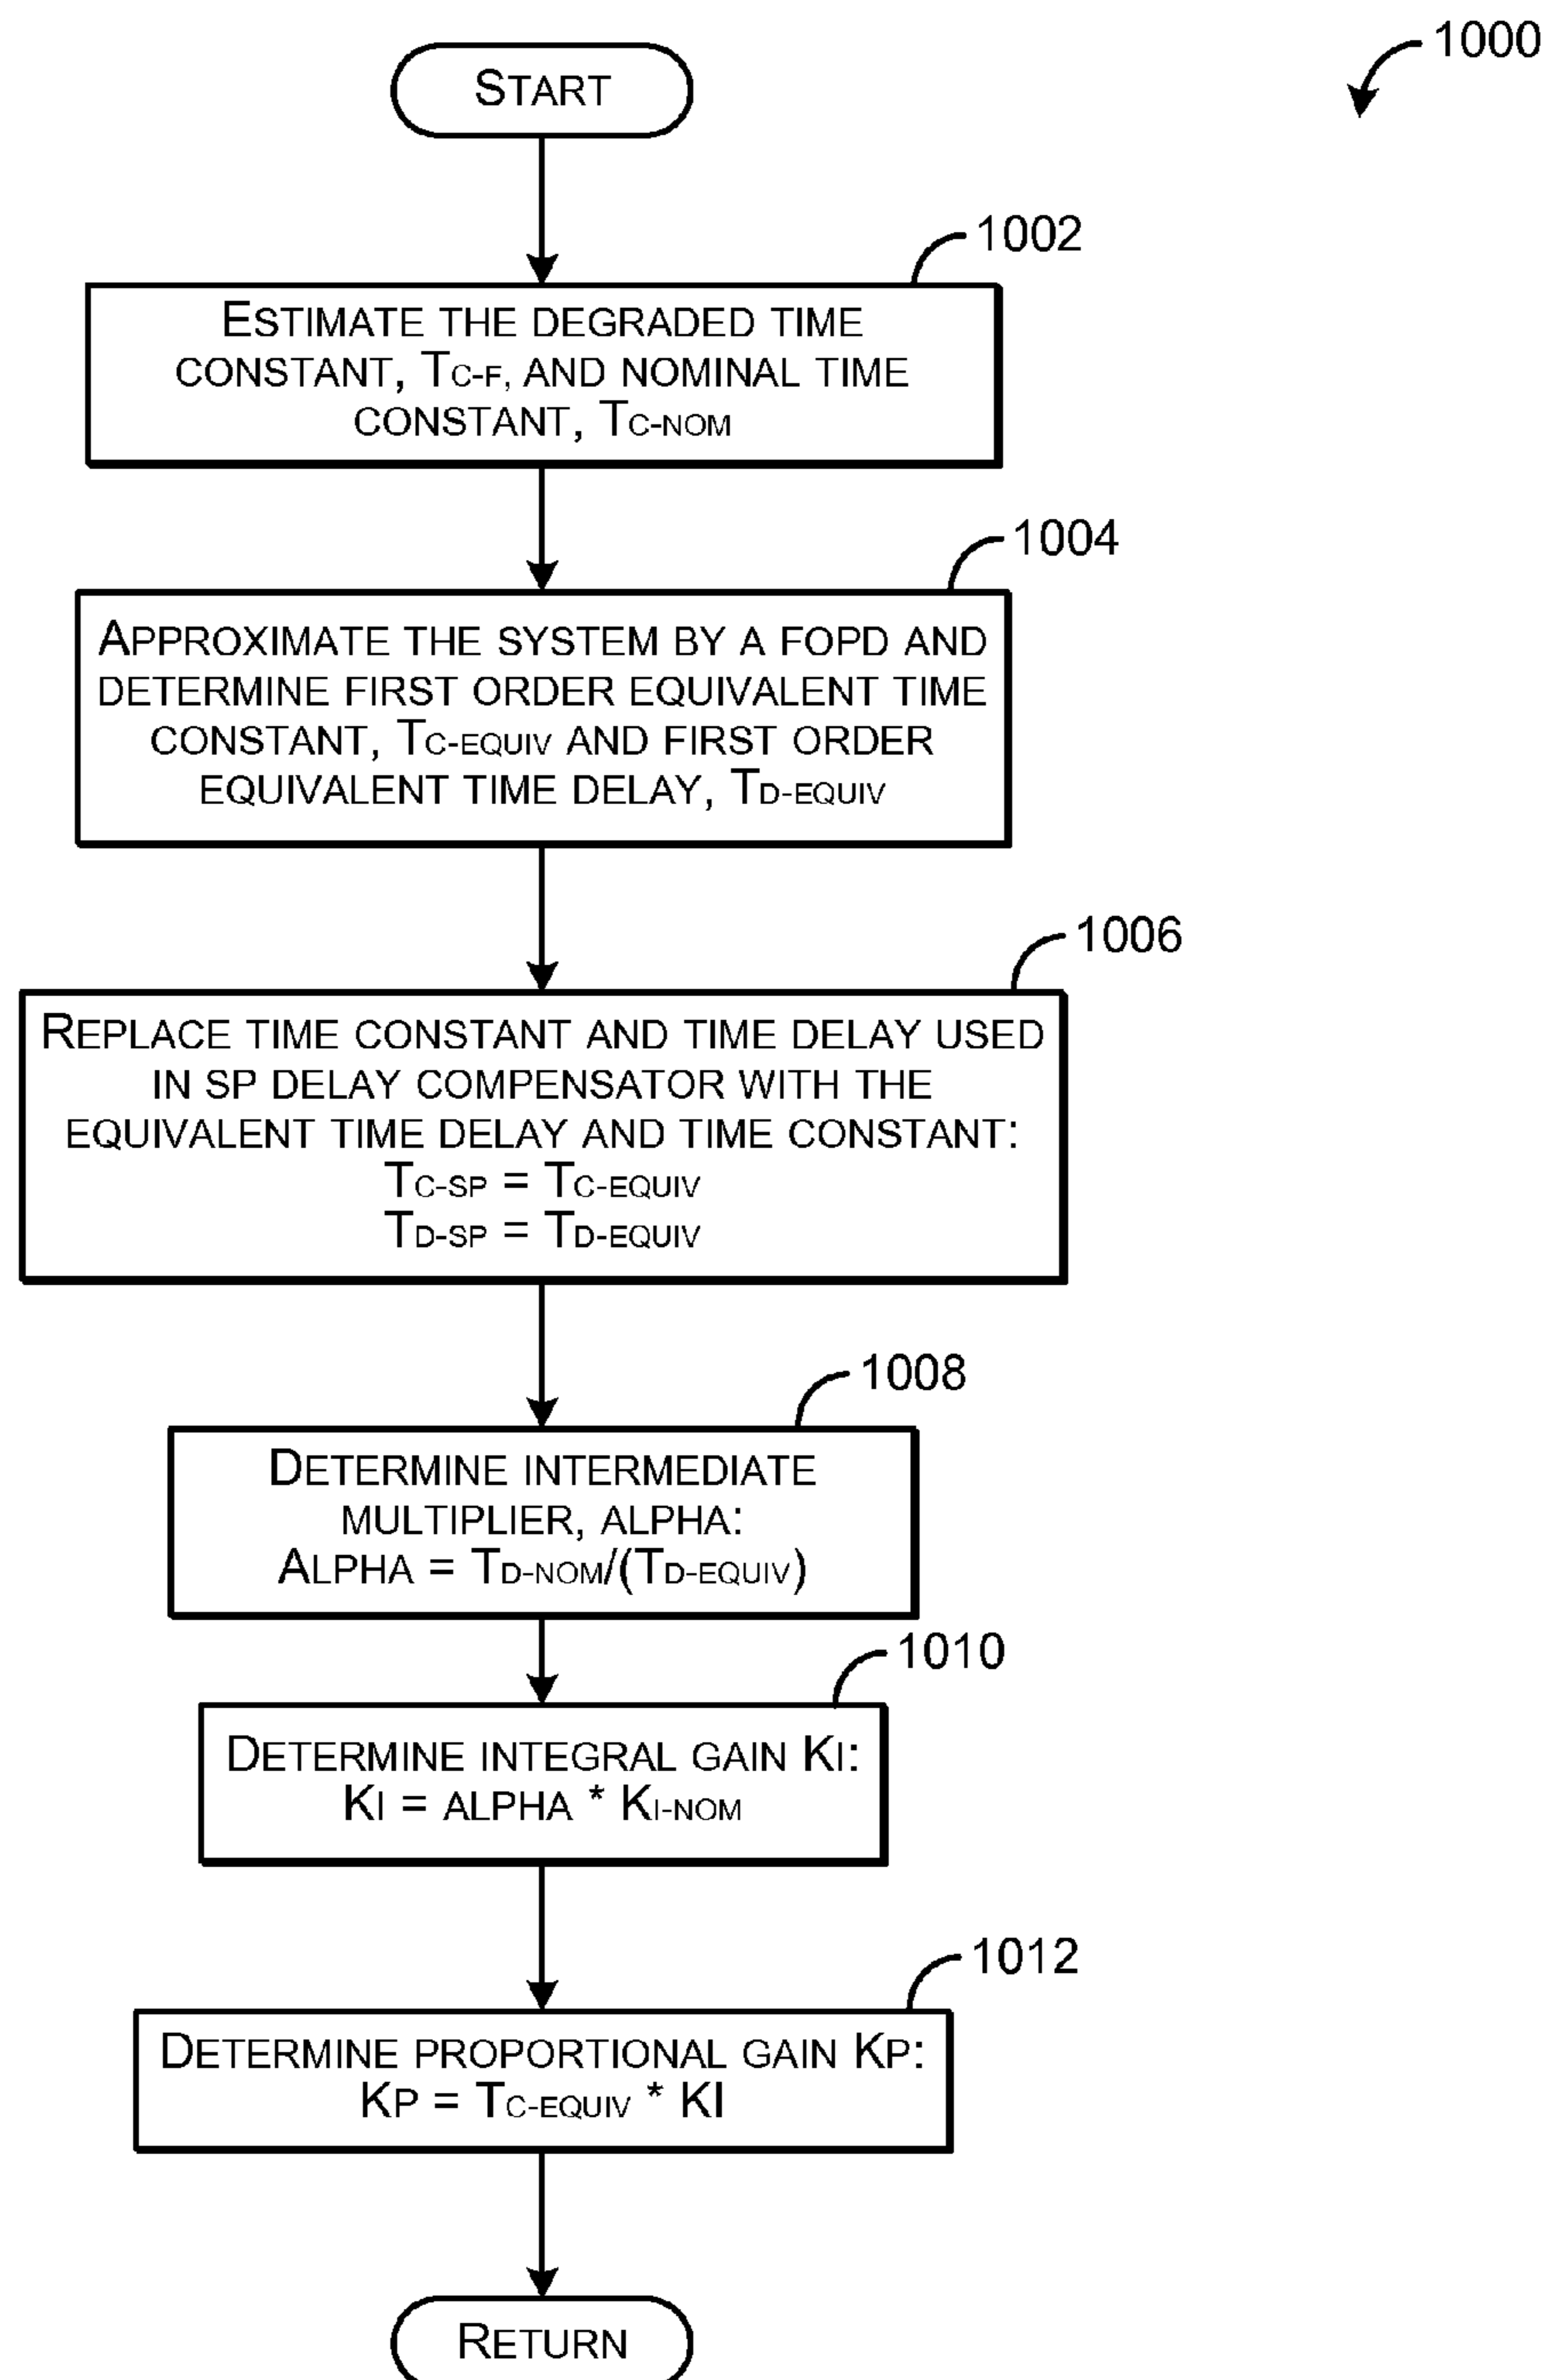 1000
START
1002
ESTIMATE THE DEGRADED TIME
CONSTANT, TC-F, AND NOMINAL TIME
CONSTANT, TC-NOM
1004
APPROXIMATE THE SYSTEM BY A FOPD AND
DETERMINE FIRST ORDER EQUIVALENT TIME
CONSTANT, TC-EQUIV AND FIRST ORDER
EQUIVALENT TIME DELAY, TD-EQUIV
1006
REPLACE TIME CONSTANT AND TIME DELAY USED
IN SP DELAY COMPENSATOR WITH THE
EQUIVALENT TIME DELAY AND TIME CONSTANT:
TC-SP = TC-EQUIV
TD-SP = TD-EQUIV
1008
DETERMINE INTERMEDIATE
MULTIPLIER, ALPHA:
ALPHA = TD-NOM/(TD-EQUIV)
1010
DETERMINE INTEGRAL GAIN KI:
KI = ALPHA * KI-NOM
1012
DETERMINE PROPORTIONAL GAIN KP:
KP = TC-EQUIV * KI
RETURN